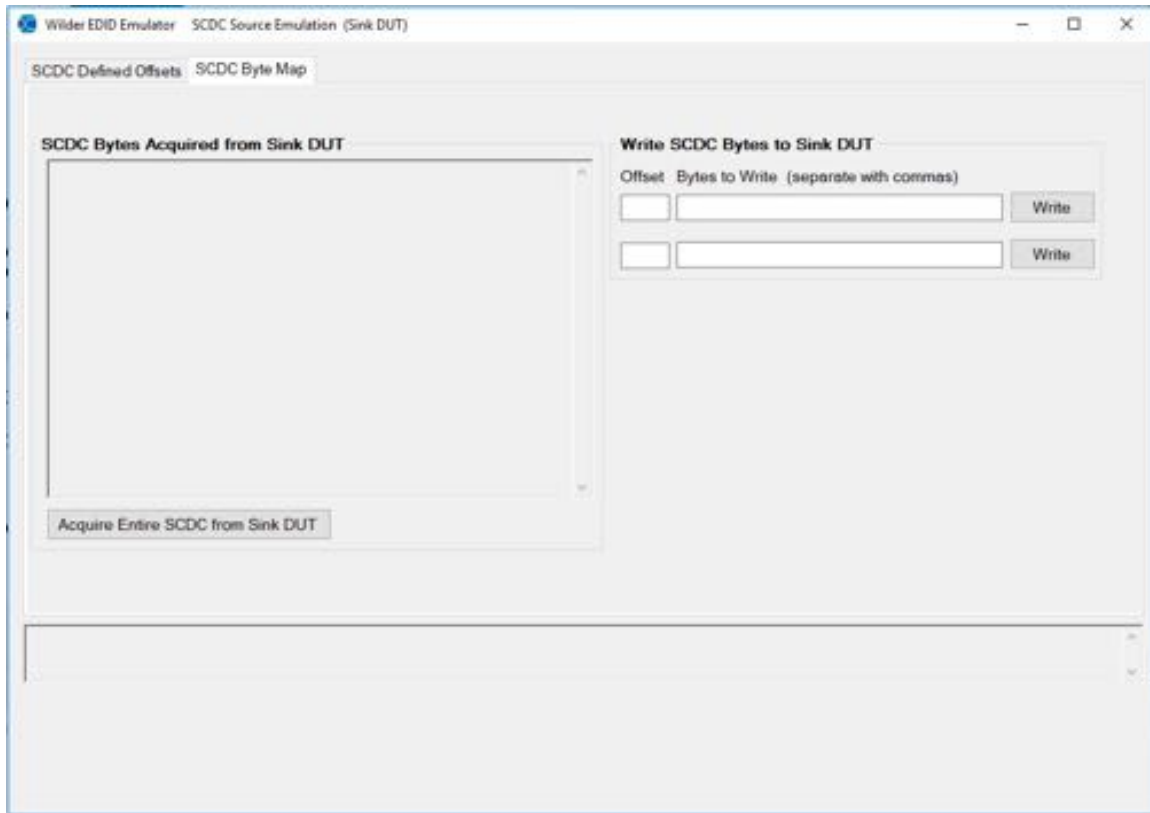 Wilder EDID Emulator SCDC Source Emulation (Sink DUT)
SCDC Defined Offsets SCDC Byte Map
SCDC Bytes Acquired from Sink DUT
Acquire Entire SCDC from Sink DUT
Write SCDC Bytes to Sink DUT
Offset Bytes to Write (separate with commas)
Write
Write